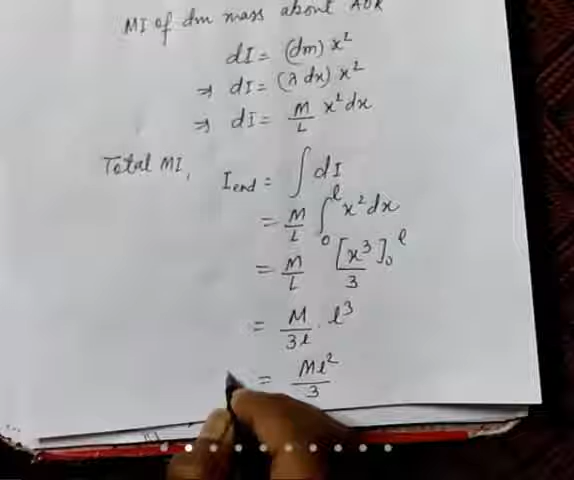 MI of dm mass about AOR
dI = (dm) x²
⇒ dI = (λ dx) x²
⇒ dI = M/L x² dx
Total MI, I_end = ∫ dI
= M/L ∫₀ˡ x² dx
= M/L [x³/3]₀ˡ
= M/3l · l³
= Ml²/3